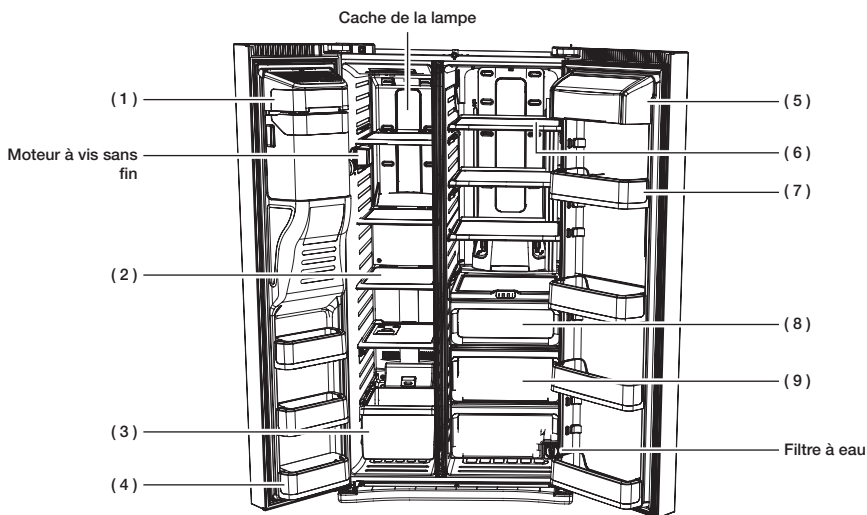 Cache de la lampe
( 1 )
( 5 )
( 6 )
Moteur à vis sans
fin
( 7 )
( 2 )
( 8 )
( 9 )
( 3 )
Filtre à eau
( 4 )